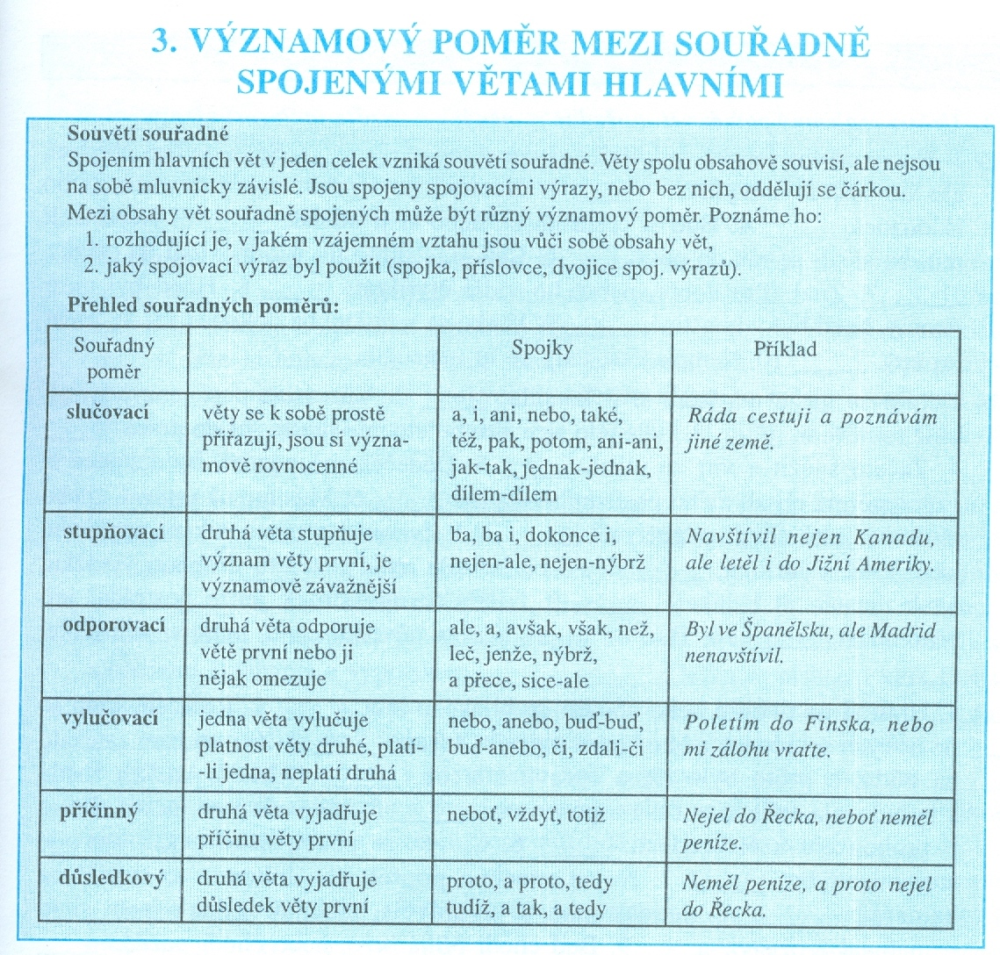 3. VÝZNAMOVÝ POMĚR MEZI SOUŘADNĚ
SPOJENÝMI VĚTAMI HLAVNÍMI
Souvětí souřadné
Spojením hlavních vět v jeden celek vzniká souvětí souřadné. Věty spolu obsahově souvisí, ale nejsou
na sobě mluvnicky závislé. Jsou spojeny spojovacími výrazy, nebo bez nich, oddělují se čárkou.
Mezi obsahy vět souřadně spojených může být různý významový poměr. Poznáme ho:
1. rozhodující je, v jakém vzájemném vztahu jsou vůči sobě obsahy vět,
2. jaký spojovací výraz byl použit (spojka, příslovce, dvojice spoj. výrazů).
Přehled souřadných poměrů:
Souřadný
poměr
Spojky
Příklad
slučovací
věty se k sobě prostě
přiřazují, jsou si význa-
mově rovnocenné
a, i, ani, nebo, také,
též, pak, potom, ani-ani,
jak-tak, jednak-jednak,
dílem-dílem
Ráda cestuji a poznávám
jiné země.
stupňovací
druhá věta stupňuje
význam věty první, je
významově závažnější
ba, ba i, dokonce i,
nejen-ale, nejen-nýbrž
Navštívil nejen Kanadu,
ale letěl i do Jižní Ameriky.
odporovací
druhá věta odporuje
větě první nebo ji
nějak omezuje
ale, a, avšak, však, než,
leč, jenže, nýbrž,
a přece, sice-ale
Byl ve Španělsku, ale Madrid
nenavštívil.
vylučovací
jedna věta vylučuje
platnost věty druhé, platí-
-li jedna, neplatí druhá
nebo, anebo, buď-buď,
buď-anebo, či, zdali-či
Poletím do Finska, nebo
mi zálohu vraťte.
příčinný
druhá věta vyjadřuje
příčinu věty první
neboť, vždyť, totiž
Nejel do Řecka, neboť neměl
peníze.
důsledkový
druhá věta vyjadřuje
důsledek věty první
proto, a proto, tedy
tudíž, a tak, a tedy
Neměl peníze, a proto nejel
do Řecka.